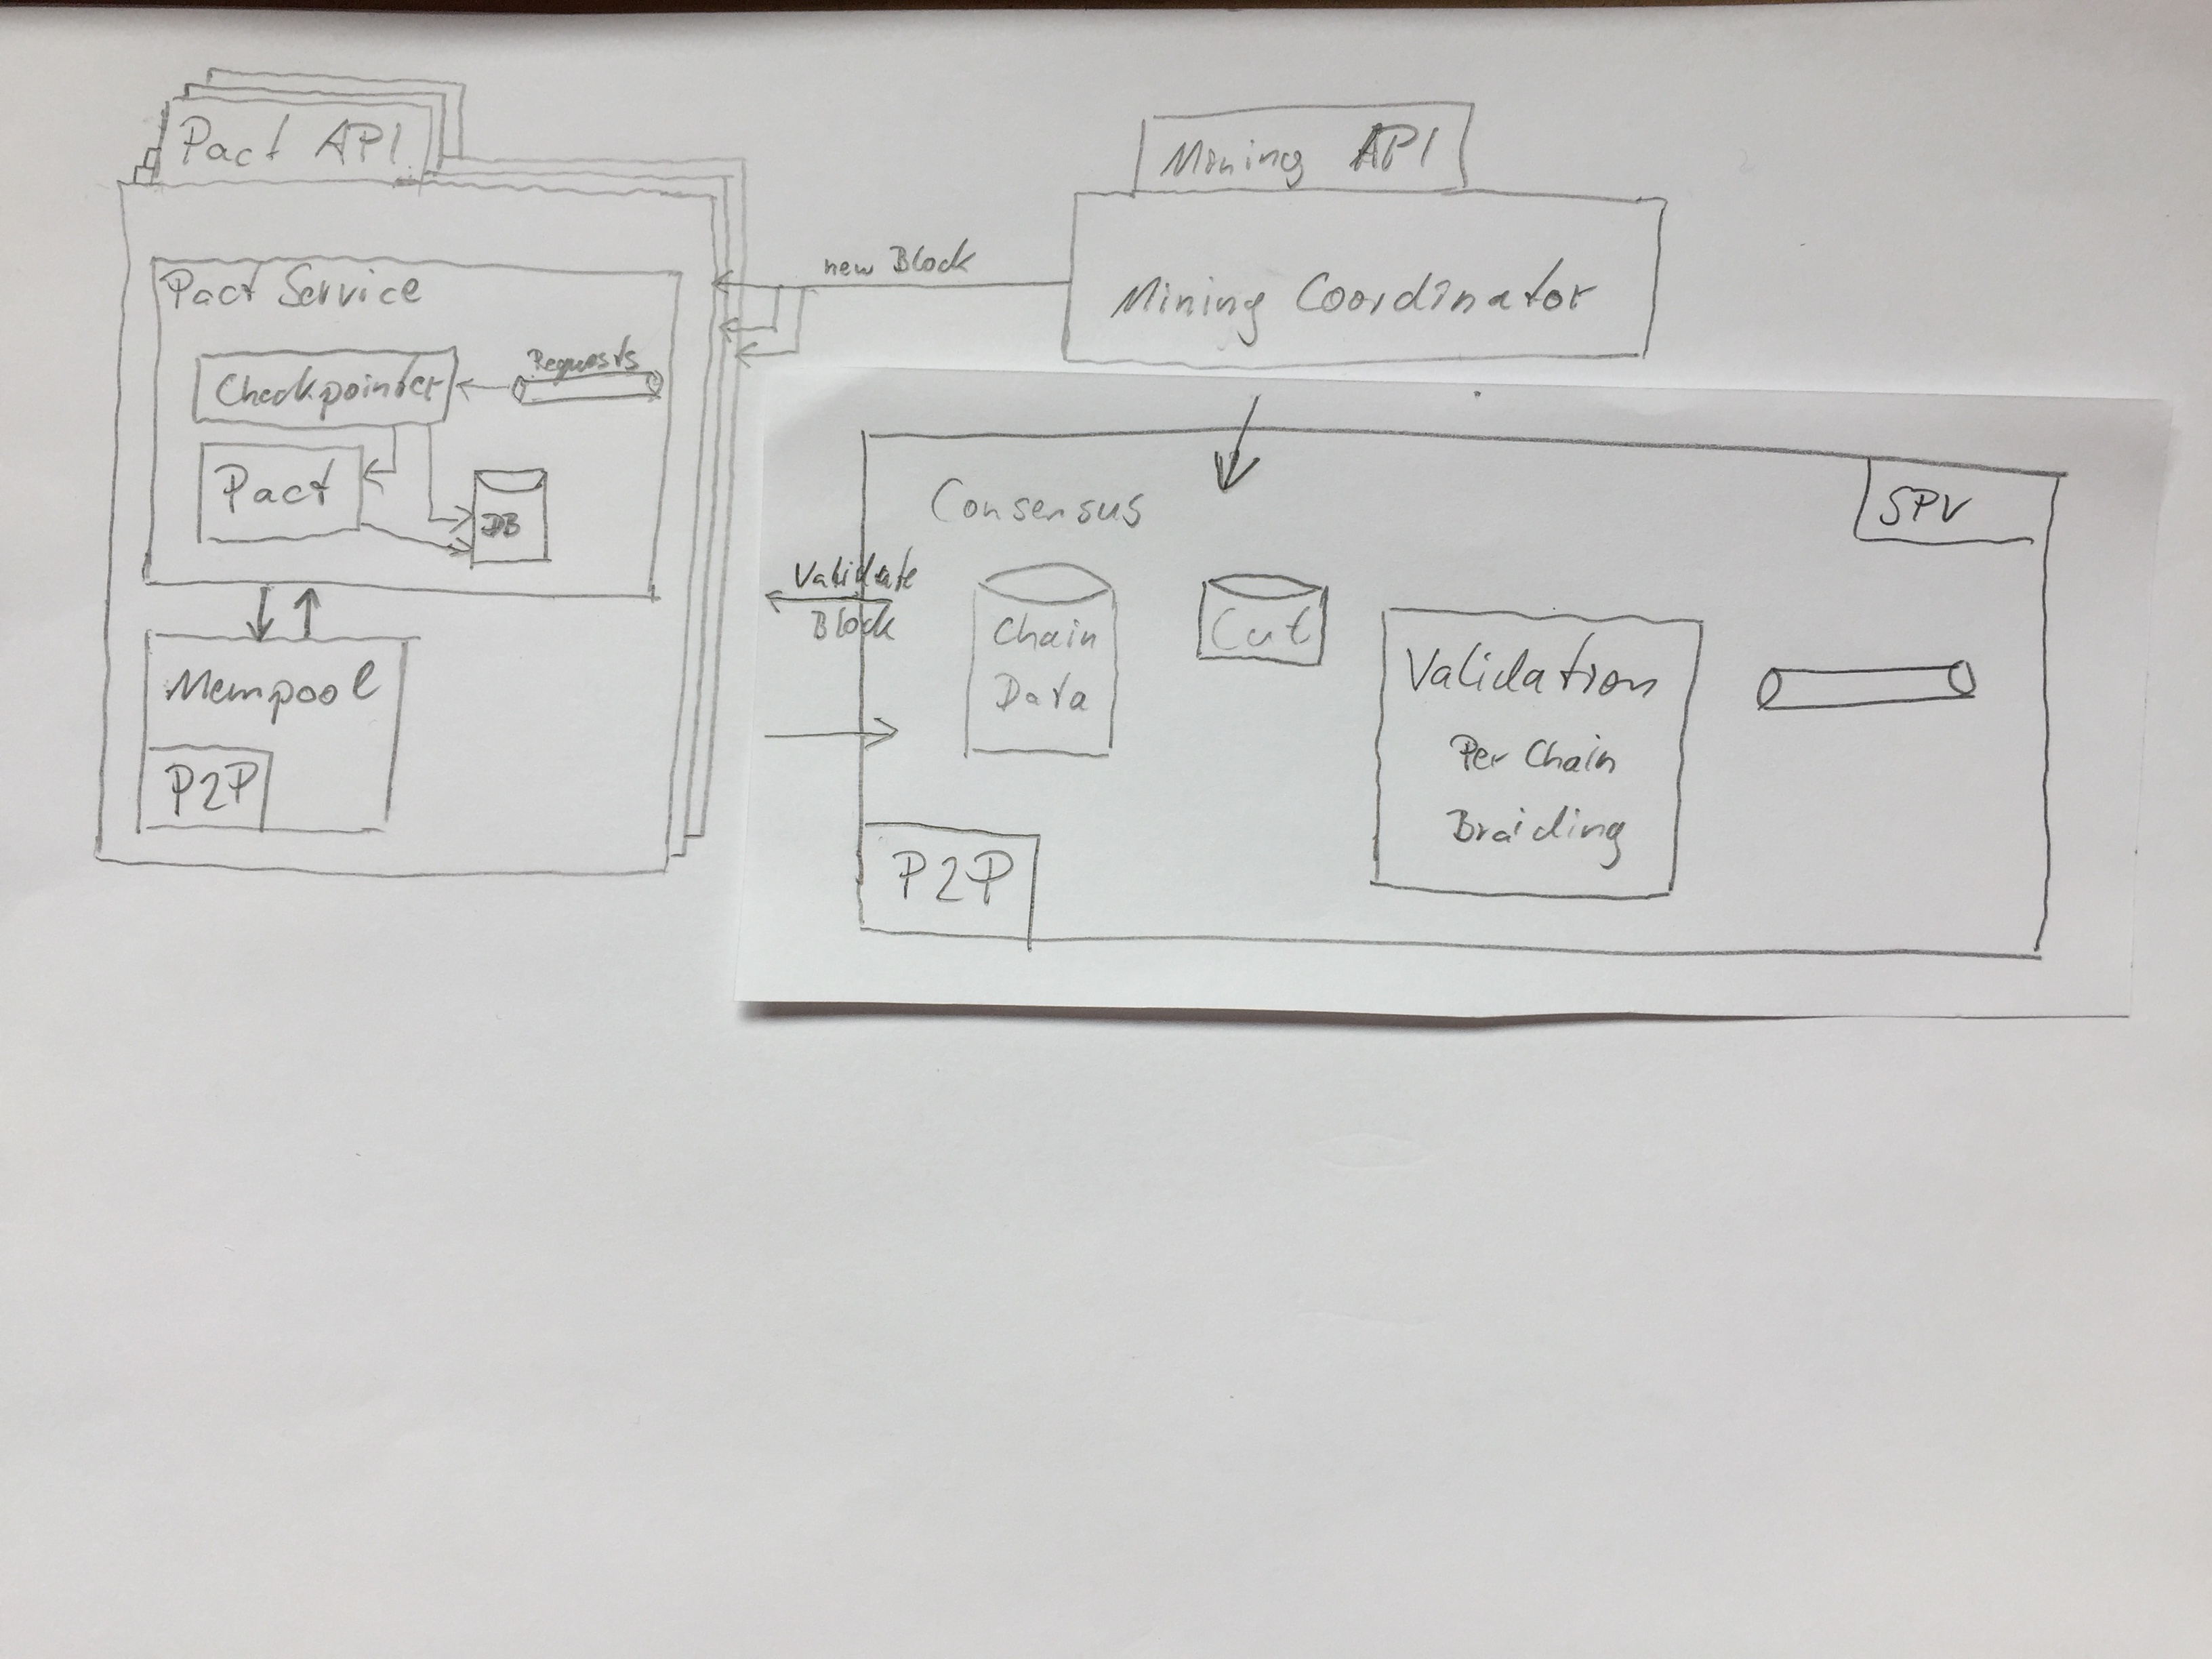 Pact API
Pact Service
Requests
Checkpointer
Pact
DB
Mempool
P2P
new Block
Mining API
Mining Coordinator
Validate
Block
Consensus
SPV
Chain
Data
Cut
Validation
Per Chain
Braiding
P2P